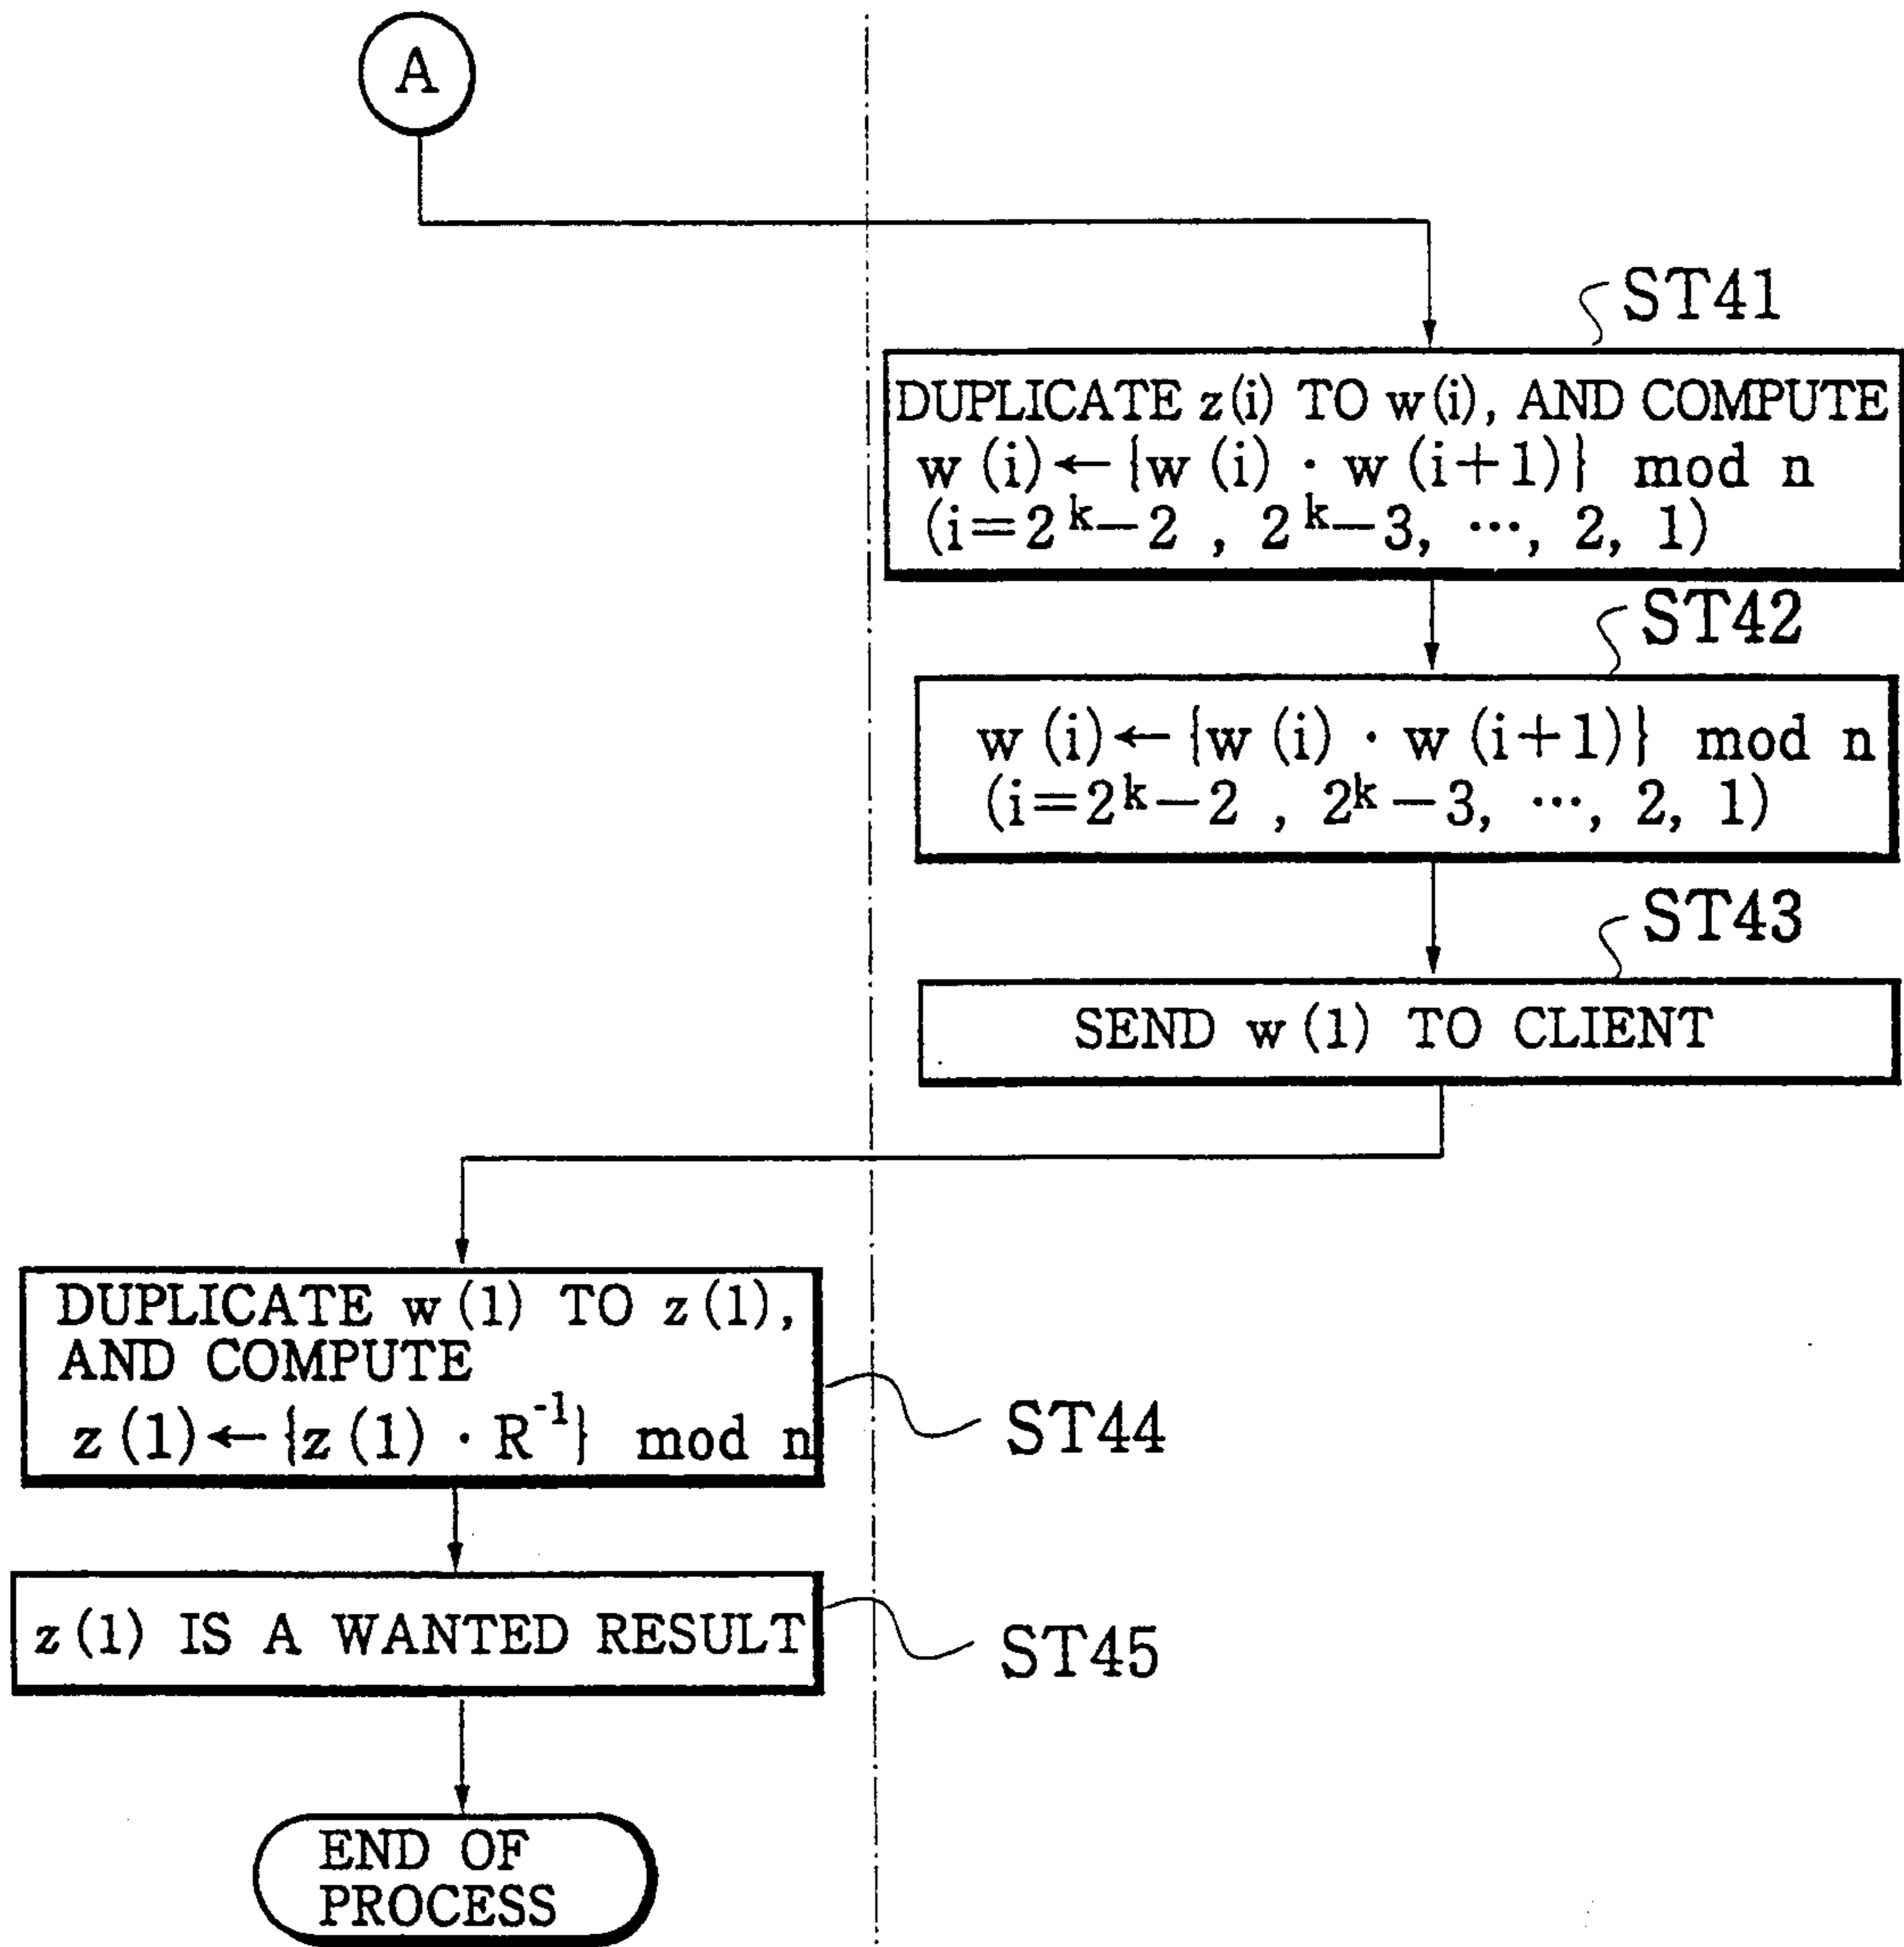 A
ST41
DUPLICATE z(i) TO w(i), AND COMPUTE
w(i)←{w(i)・w(i+1)} mod n
(i=2^k−2 , 2^k−3, …, 2, 1)
ST42
w(i)←{w(i)・w(i+1)} mod n
(i=2^k−2 , 2^k−3, …, 2, 1)
ST43
SEND w(1) TO CLIENT
DUPLICATE w(1) TO z(1),
AND COMPUTE
z(1)←{z(1)・R^-1} mod n
ST44
z(1) IS A WANTED RESULT
ST45
END OF
PROCESS